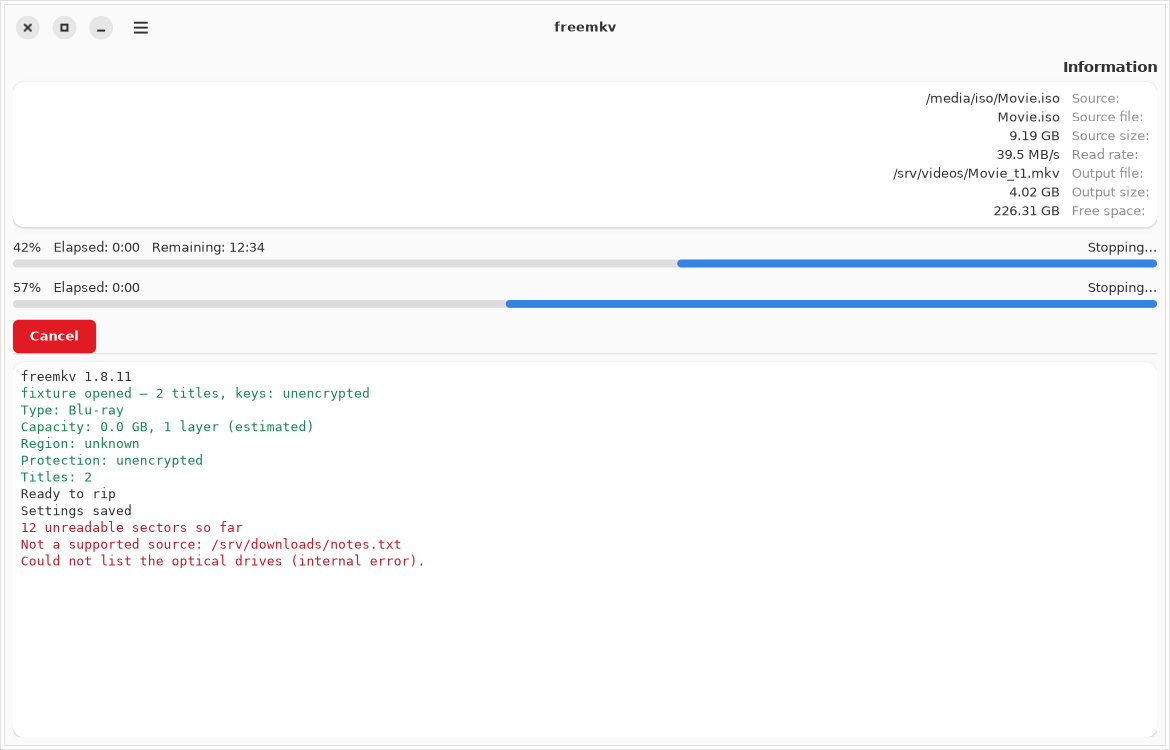 freemkv
Information
Source: /media/iso/Movie.iso
Source file: Movie.iso
Source size: 9.19 GB
Read rate: 39.5 MB/s
Output file: /srv/videos/Movie_t1.mkv
Output size: 4.02 GB
Free space: 226.31 GB
Stopping... 42% Elapsed: 0:00 Remaining: 12:34
Stopping... 57% Elapsed: 0:00
Cancel
freemkv 1.8.11
fixture opened — 2 titles, keys: unencrypted
Type: Blu-ray
Capacity: 0.0 GB, 1 layer (estimated)
Region: unknown
Protection: unencrypted
Titles: 2
Ready to rip
Settings saved
12 unreadable sectors so far
Not a supported source: /srv/downloads/notes.txt
Could not list the optical drives (internal error).